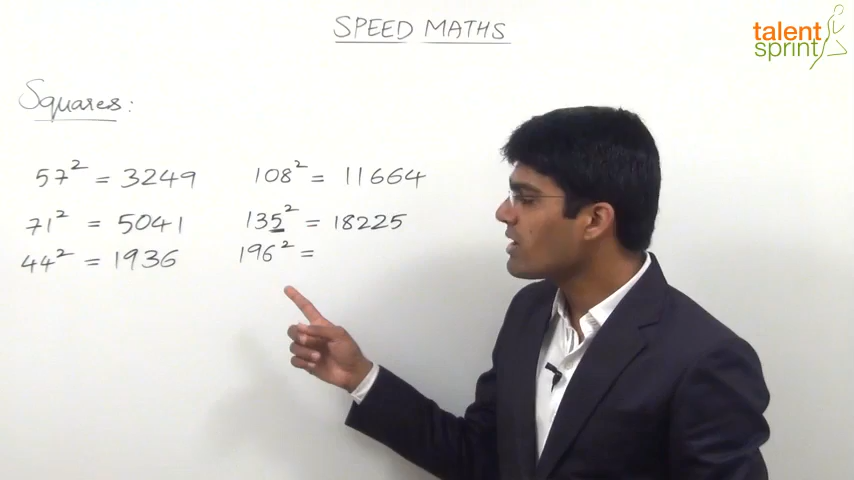 SPEED MATHS
talent
sprint
Squares:
57² = 3249
108² = 11664
71² = 5041
135² = 18225
44² = 1936
196² =